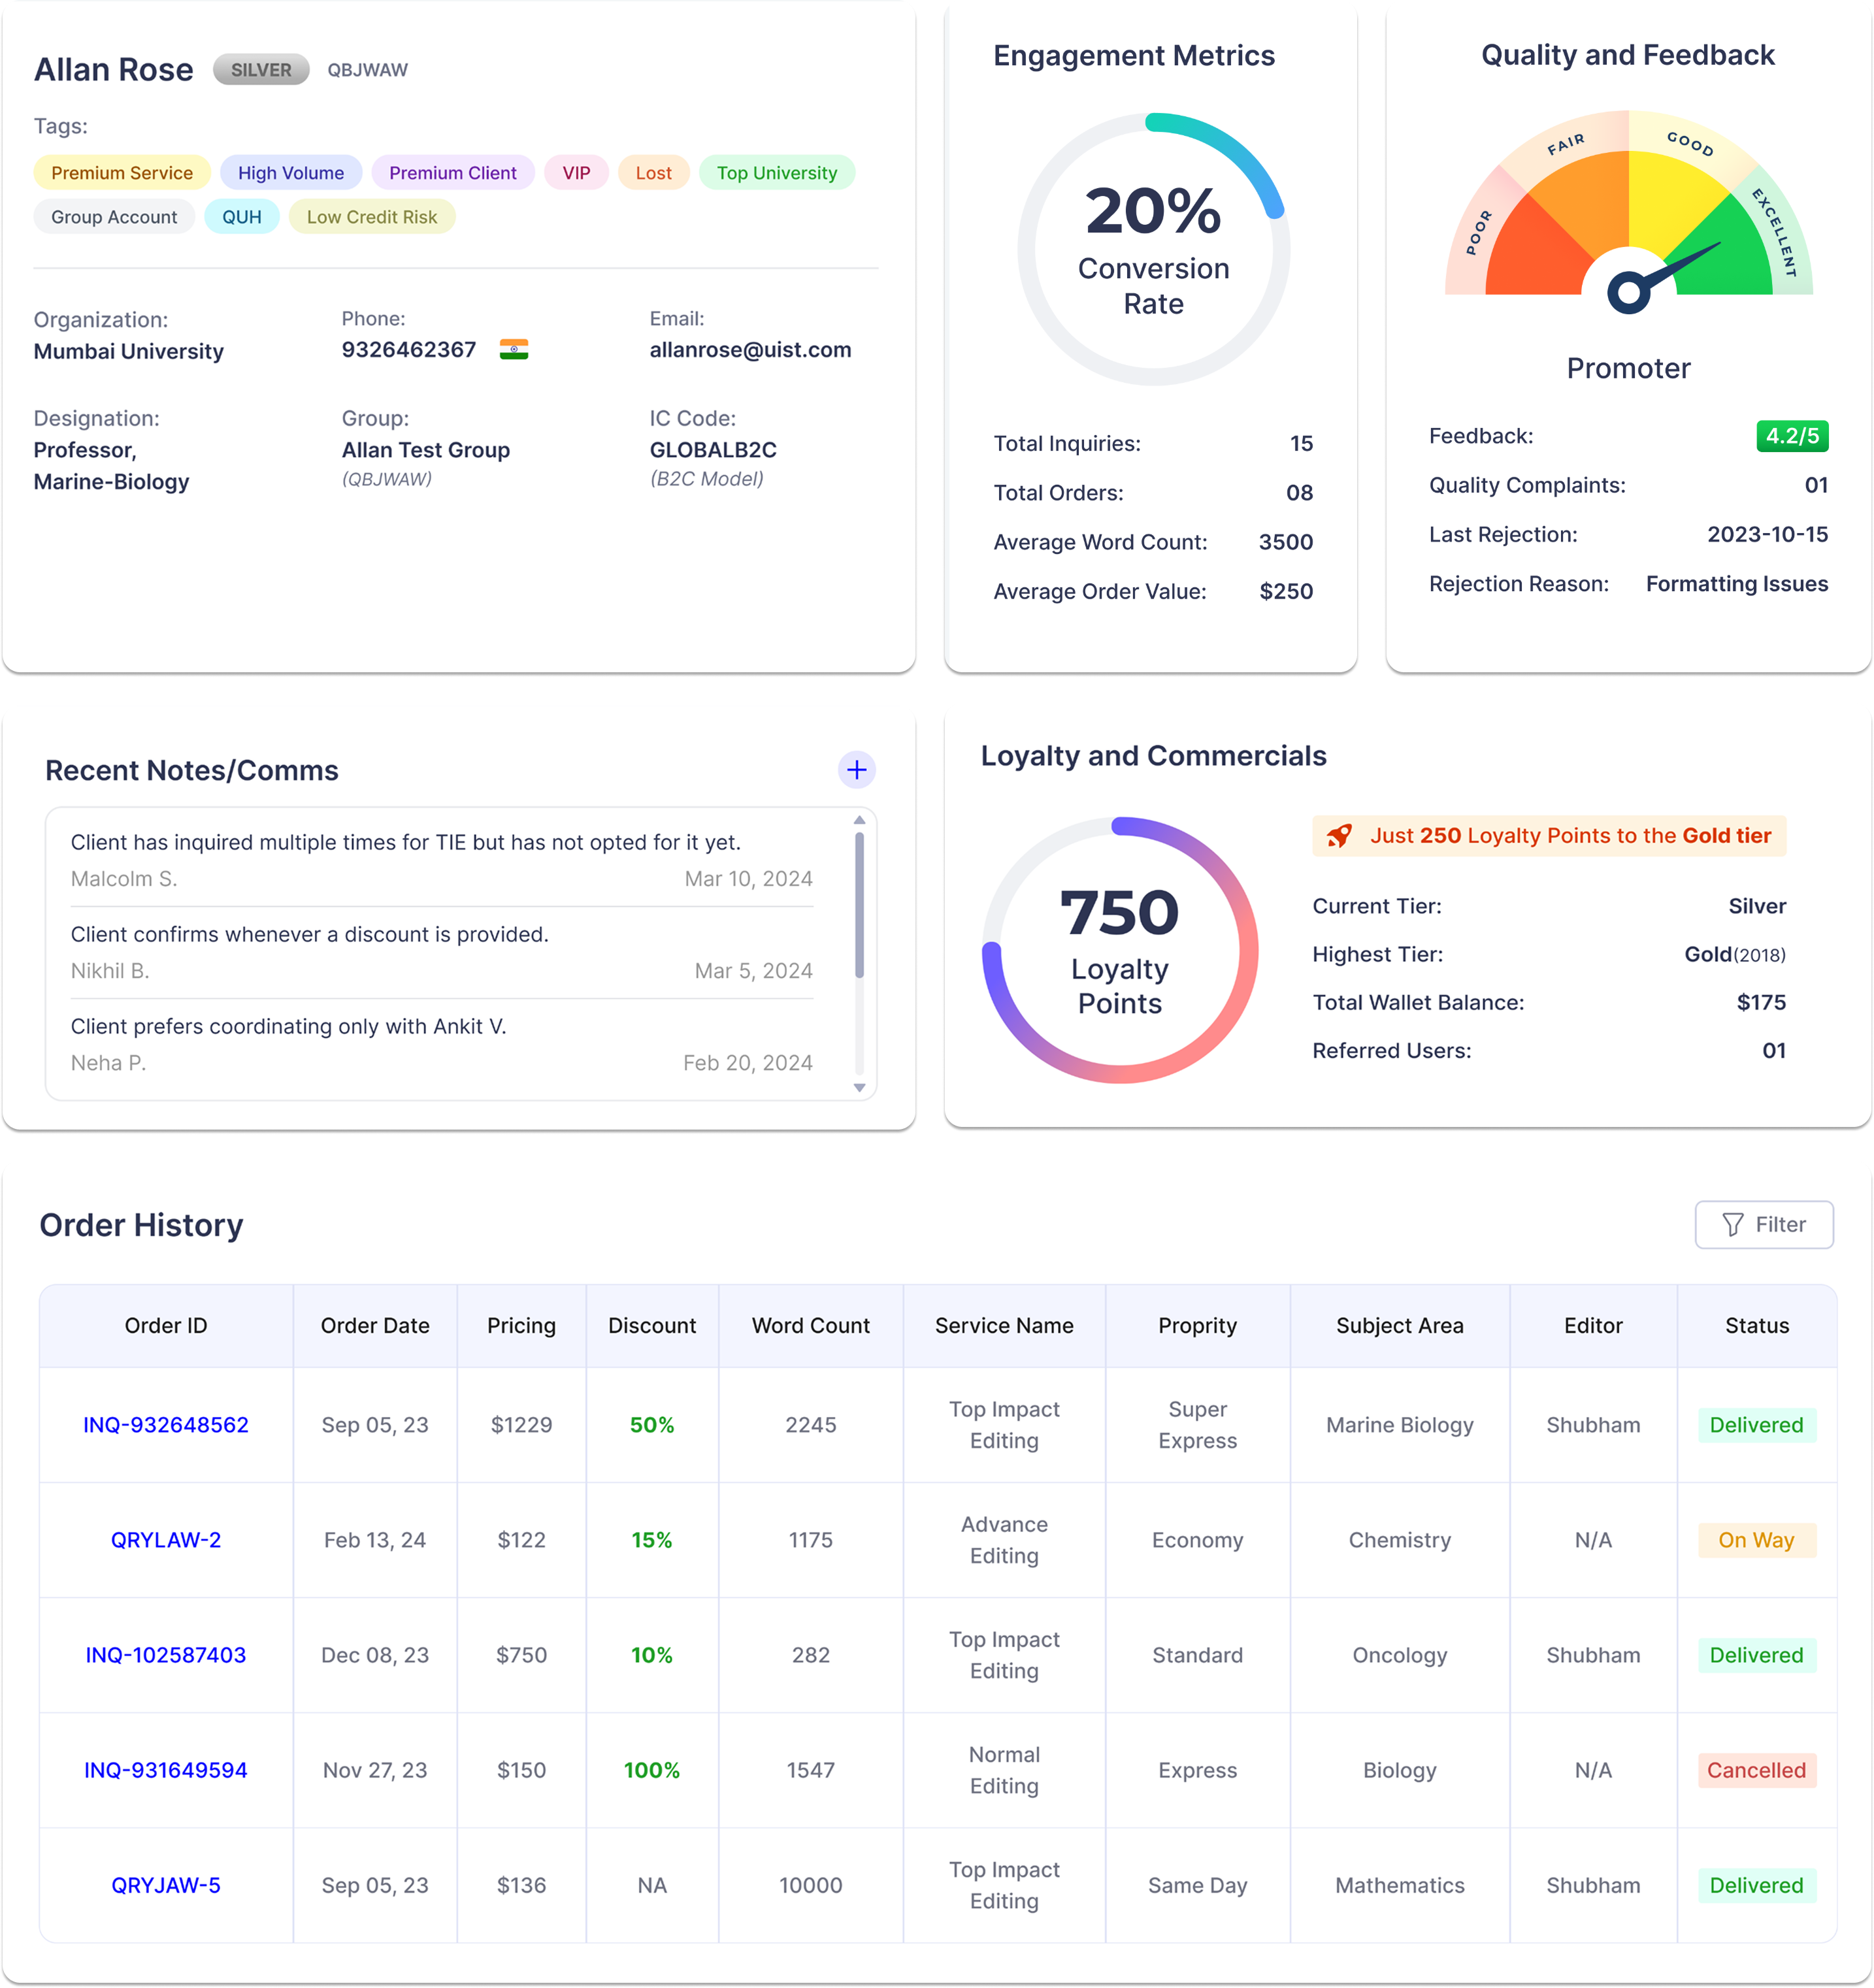 Allan Rose SILVER QBJWAW
Tags:
Premium Service High Volume Premium Client VIP Lost Top University
Group Account QUH Low Credit Risk
Organization:
Mumbai University
Phone:
9326462367
Email:
allanrose@uist.com
Designation:
Professor,
Marine-Biology
Group:
Allan Test Group
(QBJWAW)
IC Code:
GLOBALB2C
(B2C Model)
Engagement Metrics
20%
Conversion
Rate
Total Inquiries: 15
Total Orders: 08
Average Word Count: 3500
Average Order Value: $250
Quality and Feedback
POOR
FAIR
GOOD
EXCELLENT
Promoter
Feedback: 4.2/5
Quality Complaints: 01
Last Rejection: 2023-10-15
Rejection Reason: Formatting Issues
Recent Notes/Comms
Client has inquired multiple times for TIE but has not opted for it yet.
Malcolm S. Mar 10, 2024
Client confirms whenever a discount is provided.
Nikhil B. Mar 5, 2024
Client prefers coordinating only with Ankit V.
Neha P. Feb 20, 2024
Loyalty and Commercials
750
Loyalty
Points
Just 250 Loyalty Points to the Gold tier
Current Tier: Silver
Highest Tier: Gold(2018)
Total Wallet Balance: $175
Referred Users: 01
Order History
Filter
Order ID Order Date Pricing Discount Word Count Service Name Proprity Subject Area Editor Status
INQ-932648562 Sep 05, 23 $1229 50% 2245 Top Impact Editing Super Express Marine Biology Shubham Delivered
QRYLAW-2 Feb 13, 24 $122 15% 1175 Advance Editing Economy Chemistry N/A On Way
INQ-102587403 Dec 08, 23 $750 10% 282 Top Impact Editing Standard Oncology Shubham Delivered
INQ-931649594 Nov 27, 23 $150 100% 1547 Normal Editing Express Biology N/A Cancelled
QRYJAW-5 Sep 05, 23 $136 NA 10000 Top Impact Editing Same Day Mathematics Shubham Delivered